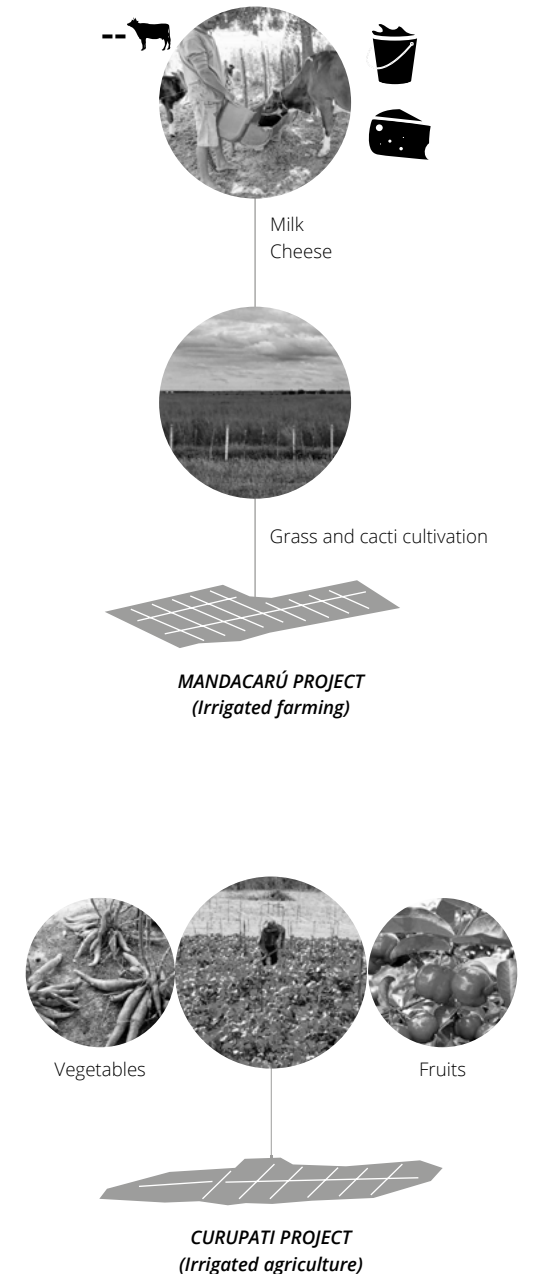 Milk
Cheese
Grass and cacti cultivation
MANDACARÚ PROJECT
(Irrigated farming)
Vegetables
Fruits
CURUPATI PROJECT
(Irrigated agriculture)